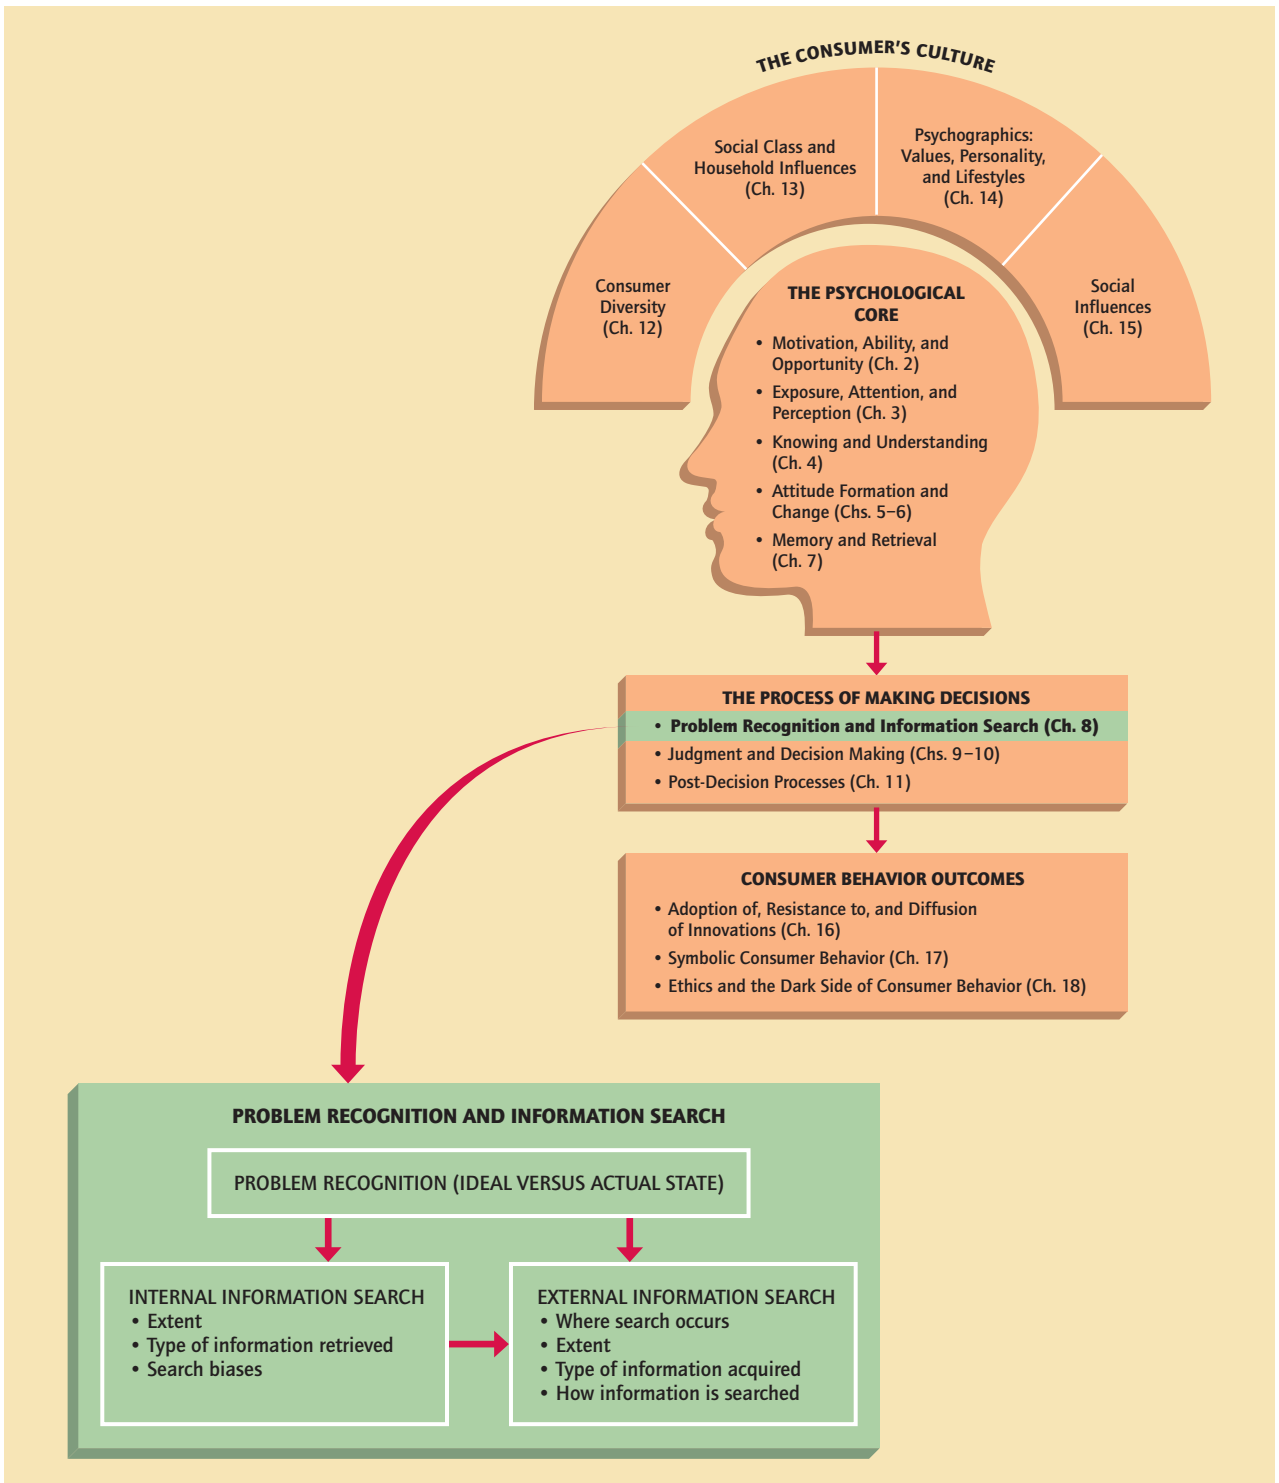 THE CONSUMER'S CULTURE
Consumer
Diversity
(Ch. 12)
Social Class and
Household Influences
(Ch. 13)
Psychographics:
Values, Personality,
and Lifestyles
(Ch. 14)
Social
Influences
(Ch. 15)
THE PSYCHOLOGICAL
CORE
• Motivation, Ability, and
Opportunity (Ch. 2)
• Exposure, Attention, and
Perception (Ch. 3)
• Knowing and Understanding
(Ch. 4)
• Attitude Formation and
Change (Chs. 5–6)
• Memory and Retrieval
(Ch. 7)
THE PROCESS OF MAKING DECISIONS
• Problem Recognition and Information Search (Ch. 8)
• Judgment and Decision Making (Chs. 9–10)
• Post-Decision Processes (Ch. 11)
CONSUMER BEHAVIOR OUTCOMES
• Adoption of, Resistance to, and Diffusion
of Innovations (Ch. 16)
• Symbolic Consumer Behavior (Ch. 17)
• Ethics and the Dark Side of Consumer Behavior (Ch. 18)
PROBLEM RECOGNITION AND INFORMATION SEARCH
PROBLEM RECOGNITION (IDEAL VERSUS ACTUAL STATE)
INTERNAL INFORMATION SEARCH
• Extent
• Type of information retrieved
• Search biases
EXTERNAL INFORMATION SEARCH
• Where search occurs
• Extent
• Type of information acquired
• How information is searched